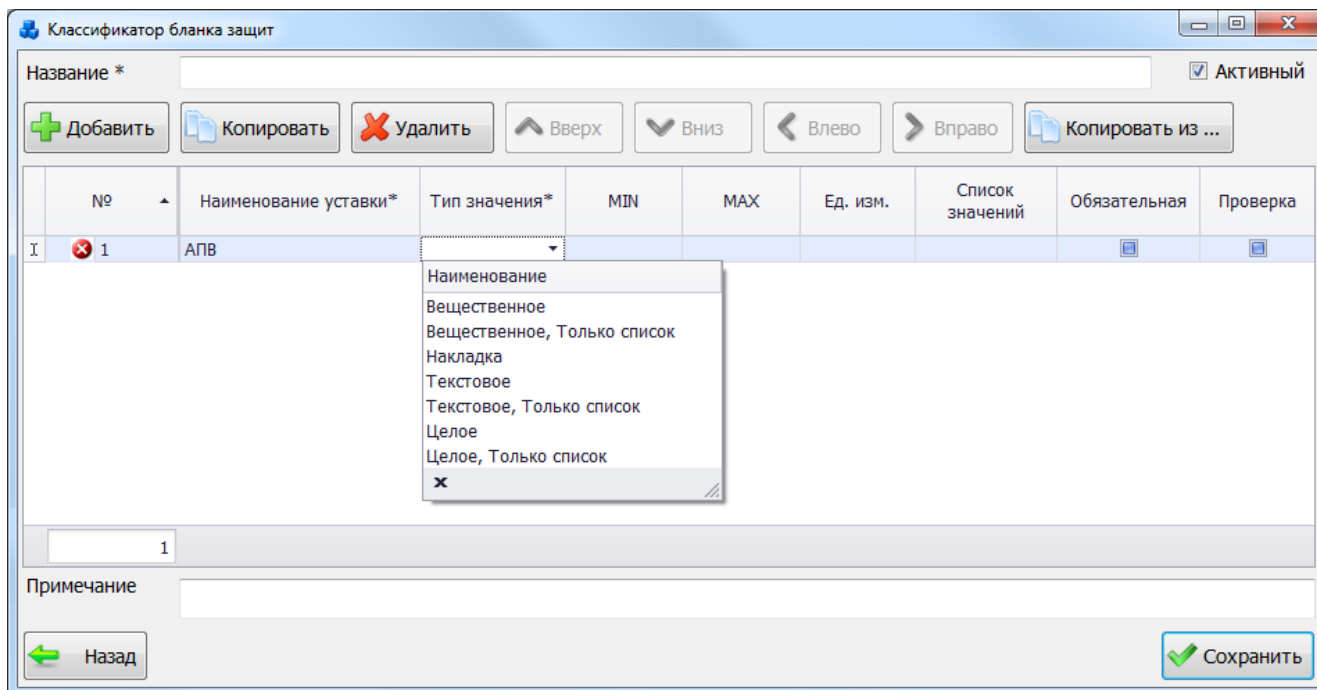 Классификатор бланка защит
Название *
Активный
Добавить Копировать Удалить Вверх Вниз Влево Вправо Копировать из ...
№ Наименование уставки* Тип значения* MIN MAX Ед. изм. Список значений Обязательная Проверка
1 АПВ
Наименование
Вещественное
Вещественное, Только список
Накладка
Текстовое
Текстовое, Только список
Целое
Целое, Только список
1
Примечание
Назад Сохранить